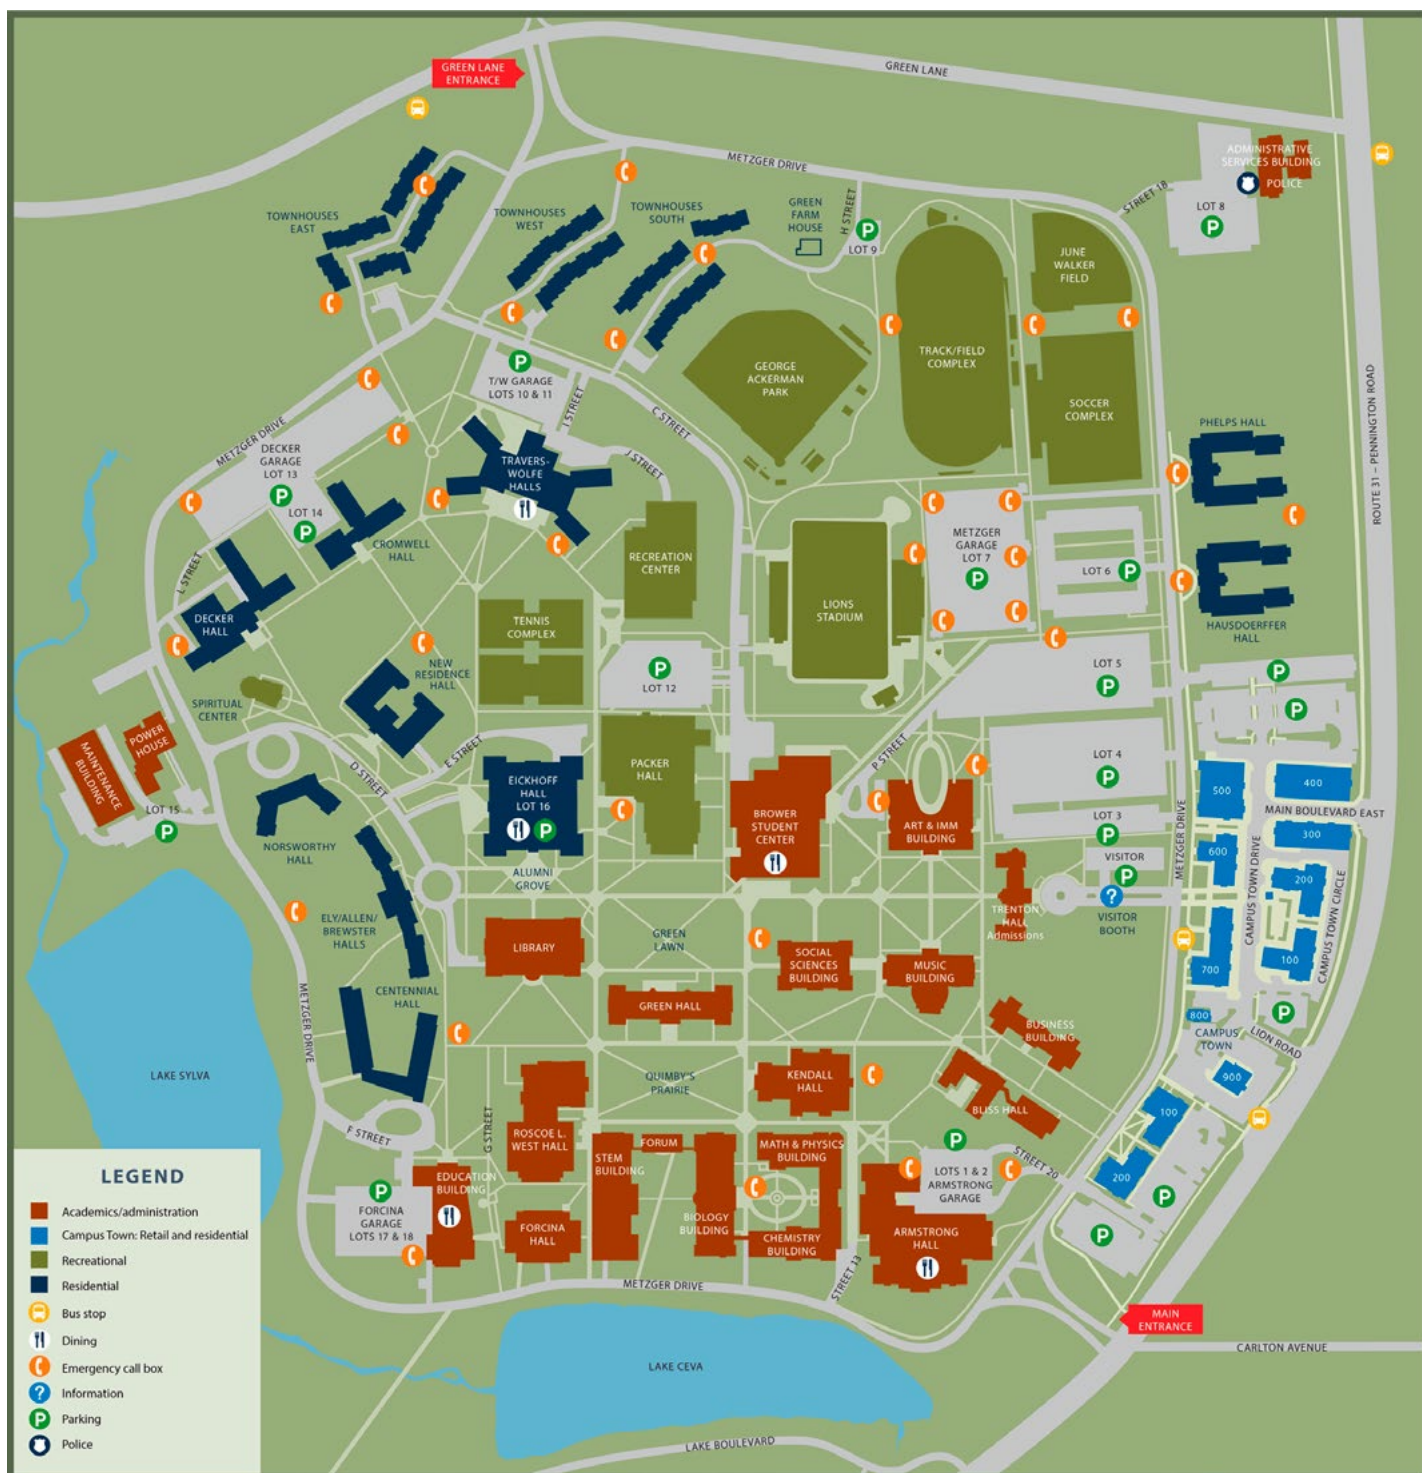 GREEN LANE
ENTRANCE
GREEN LANE
METZGER DRIVE
ADMINISTRATIVE
SERVICES BUILDING
POLICE
STREET 18
LOT 8
P
TOWNHOUSES
EAST
TOWNHOUSES
WEST
TOWNHOUSES
SOUTH
GREEN
FARM
HOUSE
H STREET
P
LOT 9
JUNE
WALKER
FIELD
TRACK/FIELD
COMPLEX
SOCCER
COMPLEX
GEORGE
ACKERMAN
PARK
P
T/W GARAGE
LOTS 10 & 11
I STREET
C STREET
J STREET
METZGER DRIVE
DECKER
GARAGE
LOT 13
P
LOT 14
P
TRAVERS-
WOLFE
HALLS
CROMWELL
HALL
L STREET
DECKER
HALL
RECREATION
CENTER
TENNIS
COMPLEX
LIONS
STADIUM
METZGER
GARAGE
LOT 7
P
LOT 6
P
PHELPS HALL
HAUSDOERFFER
HALL
ROUTE 31 – PENNINGTON ROAD
LOT 5
P
P
P
NEW
RESIDENCE
HALL
SPIRITUAL
CENTER
P
LOT 12
POWER
HOUSE
MAINTENANCE
BUILDING
LOT 15
P
D STREET
E STREET
EICKHOFF
HALL
LOT 16
P
PACKER
HALL
P STREET
BROWER
STUDENT
CENTER
ART & IMM
BUILDING
LOT 4
P
LOT 3
P
VISITOR
P
?
VISITOR
BOOTH
METZGER DRIVE
500
400
MAIN BOULEVARD EAST
300
600
200
CAMPUS TOWN DRIVE
CAMPUS TOWN CIRCLE
700
100
P
800
CAMPUS
TOWN
LION ROAD
900
NORSWORTHY
HALL
ALUMNI
GROVE
ELY/ALLEN/
BREWSTER
HALLS
LIBRARY
GREEN
LAWN
SOCIAL
SCIENCES
BUILDING
MUSIC
BUILDING
TRENTON
HALL
Admissions
CENTENNIAL
HALL
GREEN HALL
BUSINESS
BUILDING
METZGER DRIVE
LAKE SYLVA
QUIMBY'S
PRAIRIE
KENDALL
HALL
BLISS HALL
F STREET
G STREET
ROSCOE L.
WEST HALL
STEM
BUILDING
FORUM
MATH & PHYSICS
BUILDING
P
LOTS 1 & 2
ARMSTRONG
GARAGE
STREET 20
100
200
P
P
EDUCATION
BUILDING
P
FORCINA
GARAGE
LOTS 17 & 18
FORCINA
HALL
BIOLOGY
BUILDING
CHEMISTRY
BUILDING
ARMSTRONG
HALL
STREET 13
METZGER DRIVE
MAIN
ENTRANCE
CARLTON AVENUE
LAKE CEVA
LAKE BOULEVARD
LEGEND
Academics/administration
Campus Town: Retail and residential
Recreational
Residential
Bus stop
Dining
Emergency call box
? Information
P Parking
Police